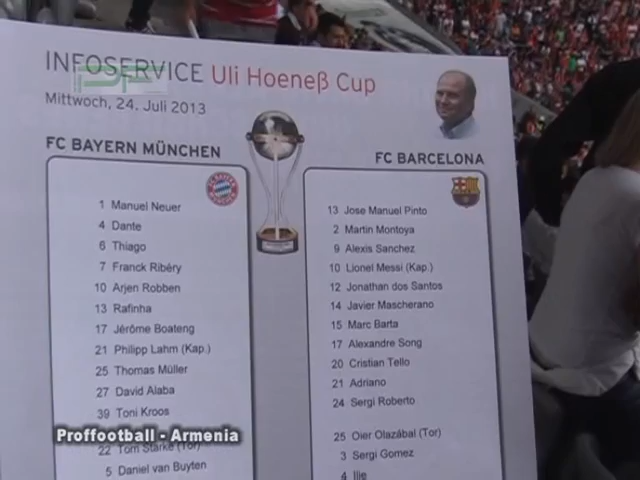 INFOSERVICE Uli Hoeneß Cup
Mittwoch, 24. Juli 2013
FC BAYERN MÜNCHEN
1 Manuel Neuer
4 Dante
6 Thiago
7 Franck Ribéry
10 Arjen Robben
13 Rafinha
17 Jérôme Boateng
21 Philipp Lahm (Kap.)
25 Thomas Müller
27 David Alaba
39 Toni Kroos
22 Tom Starke (Tor)
5 Daniel van Buyten
FC BARCELONA
13 Jose Manuel Pinto
2 Martin Montoya
9 Alexis Sanchez
10 Lionel Messi (Kap.)
12 Jonathan dos Santos
14 Javier Mascherano
15 Marc Barta
17 Alexandre Song
20 Cristian Tello
21 Adriano
24 Sergi Roberto
25 Oier Olazábal (Tor)
3 Sergi Gomez
4 Ilie
Proffootball - Armenia